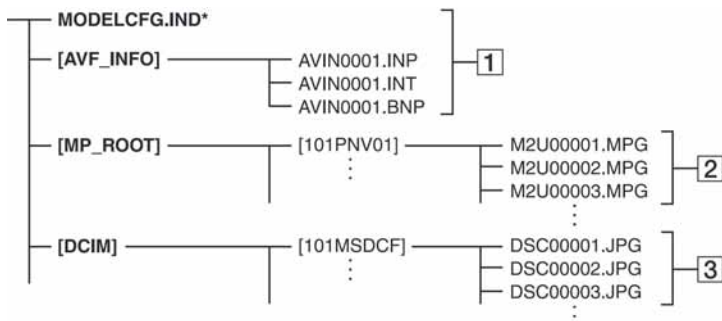 MODELCFG.IND*
[AVF_INFO]
AVIN0001.INP
AVIN0001.INT
AVIN0001.BNP
1
[MP_ROOT]
[101PNV01]
M2U00001.MPG
M2U00002.MPG
M2U00003.MPG
2
[DCIM]
[101MSDCF]
DSC00001.JPG
DSC00002.JPG
DSC00003.JPG
3